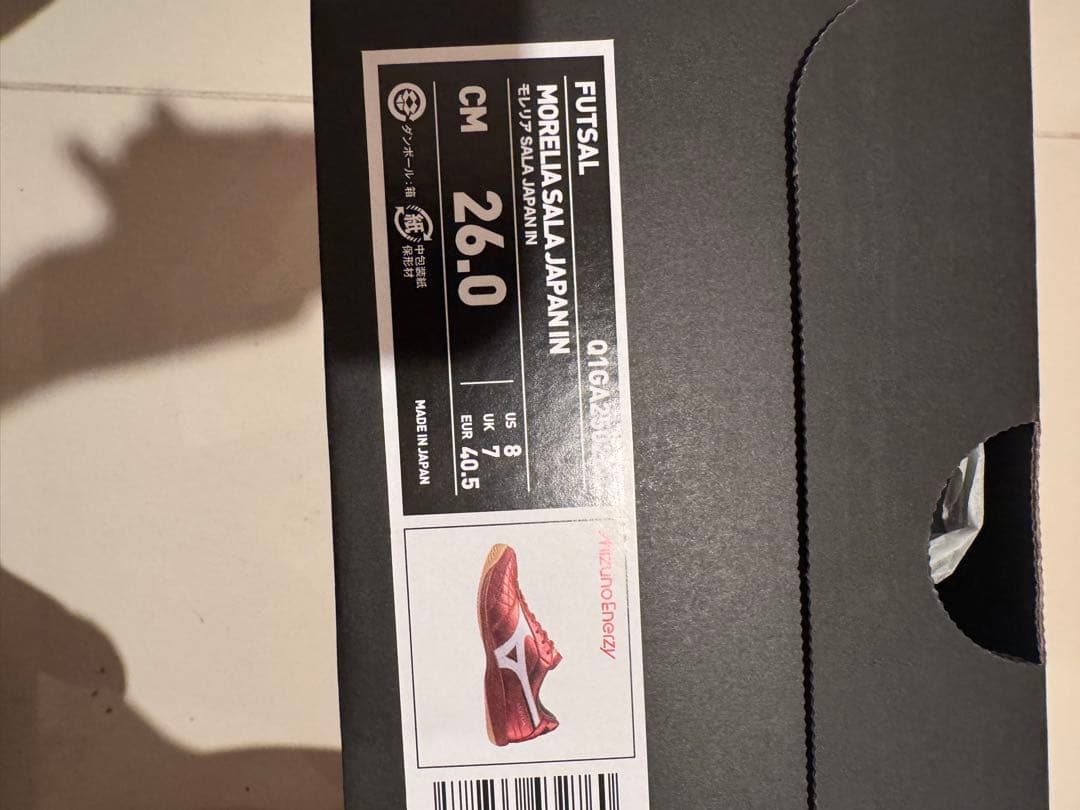 FUTSAL
MORELIA SALA JAPAN IN
モレリア SALA JAPAN IN
CM 26.0
US 8
UK 7
EUR 40.5
ダンボール:箱
紙
中包装紙
保形材
MADE IN JAPAN
MizunoEnerzy